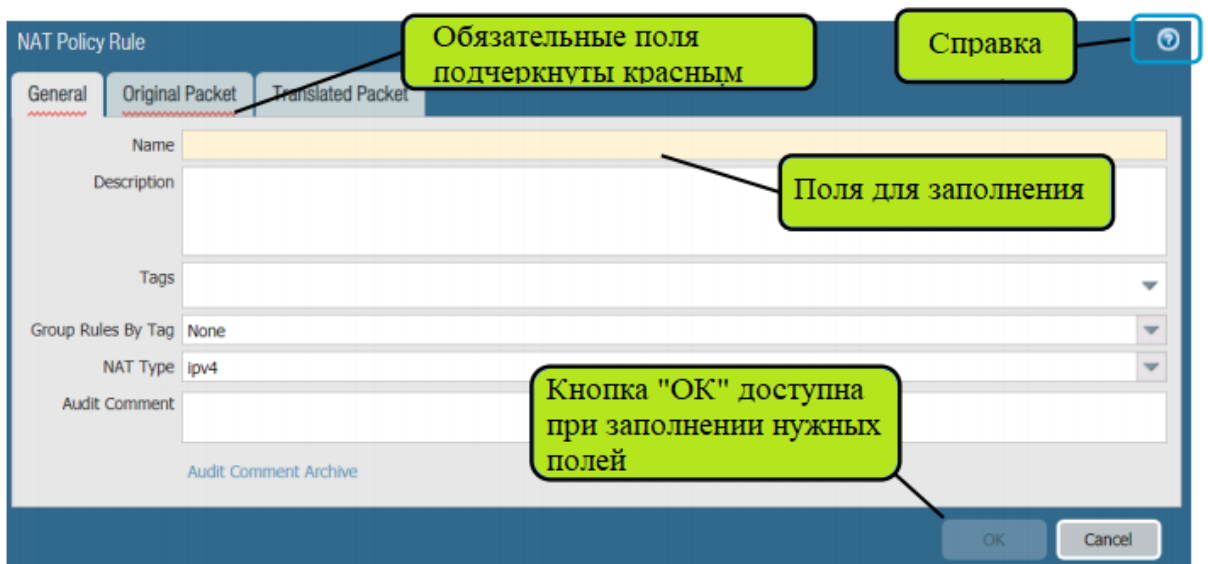 NAT Policy Rule
Обязательные поля
подчеркнуты красным
Справка
General
Original Packet
Translated Packet
Name
Поля для заполнения
Description
Tags
Group Rules By Tag
None
NAT Type
ipv4
Audit Comment
Кнопка "ОК" доступна
при заполнении нужных
полей
Audit Comment Archive
OK
Cancel